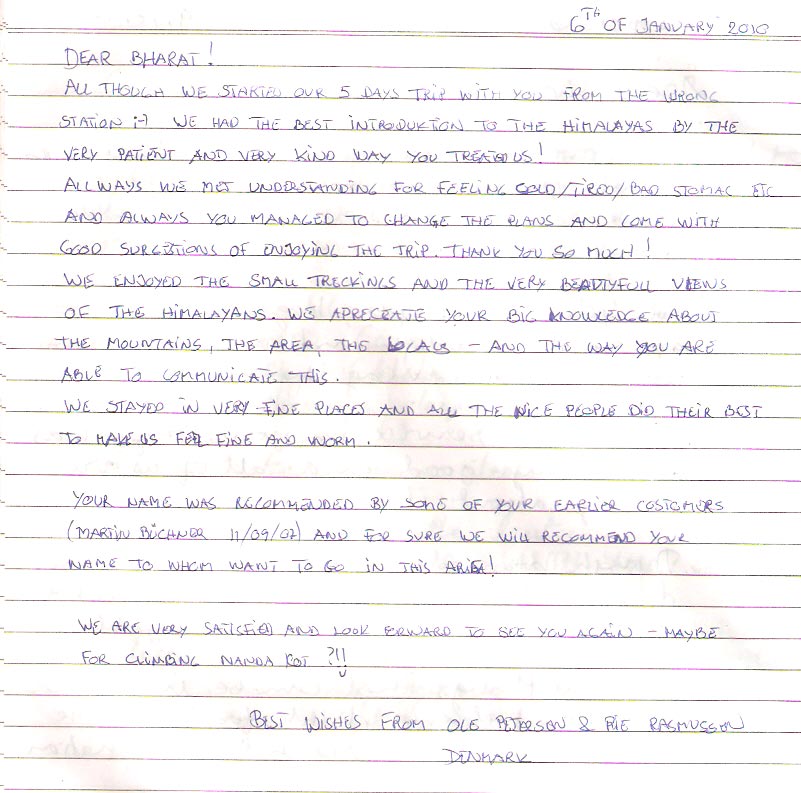 6TH OF JANUARY 2010
DEAR BHARAT!
ALLTHOUGH WE STARTED OUR 5 DAYS TRIP WITH YOU FROM THE WRONG
STATION ;-) WE HAD THE BEST INTRODUKTION TO THE HIMALAYAS BY THE
VERY PATIENT AND VERY KIND WAY YOU TREATED US!
ALLWAYS WE MET UNDERSTANDING FOR FEELING COLD/TIRED/BAD STOMAC ETC
AND ALWAYS YOU MANAGED TO CHANGE THE PLANS AND COME WITH
GOOD SURGETIONS OF ENJOYING THE TRIP. THANK YOU SO MUCH!
WE ENJOYED THE SMALL TRECKINGS AND THE VERY BEAUTYFULL VIEWS
OF THE HIMALAYANS. WE APRECEATE YOUR BIG KNOWLEDGE ABOUT
THE MOUNTAINS, THE AREA, THE LOCALS - AND THE WAY YOU ARE
ABLE TO COMMUNICATE THIS.
WE STAYED IN VERY FINE PLACES AND ALL THE NICE PEOPLE DID THEIR BEST
TO MAKE US FEEL FINE AND WORM.
YOUR NAME WAS RECOMMENDED BY SOME OF YOUR EARLIER COSTOMORS
(MARTIN BÜCHNER 11/09/07) AND FOR SURE WE WILL RECOMMEND YOUR
NAME TO WHOM WANT TO GO IN THIS AREA!
WE ARE VERY SATISFIED AND LOOK FORWARD TO SEE YOU AGAIN - MAYBE
FOR CLIMBING NANDA KOT ?!!
BEST WISHES FROM OLE PETERSEN & PIE RASMUSSEN
DENMARK